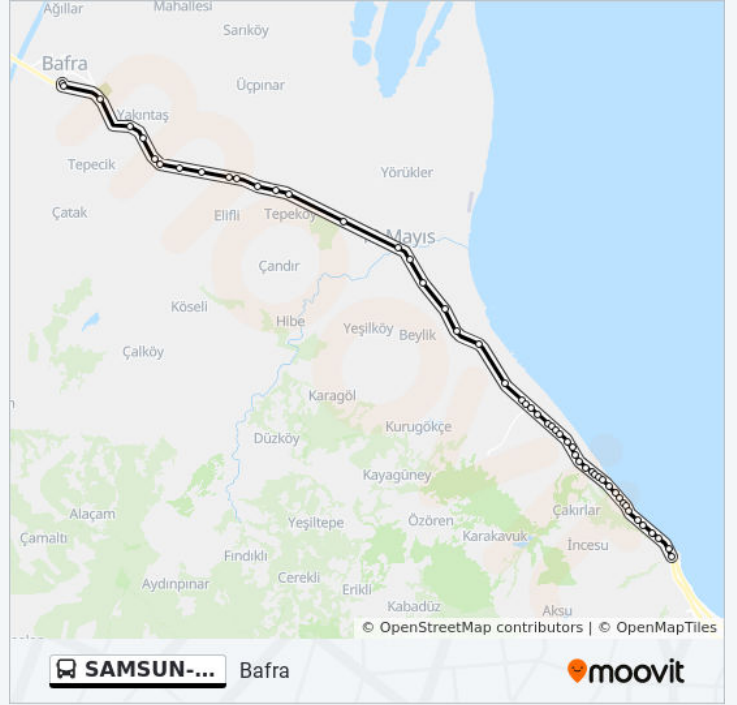 Ağıllar
Mahallesi
Sarıköy
Bafra
Üçpınar
Yakıntaş
Tepecik
Yörükler
Çatak
Elifli
Tepeköy
Mayıs
Çandır
Köseli
Hibe
Yeşilköy
Beylik
Çalköy
Karagöl
Kurugökçe
Düzköy
Kayagüney
Alaçam
Yeşiltepe
Özören
Çakırlar
Karakavuk
Çamaltı
İncesu
Fındıklı
Cerekli
Aydınpınar
Erikli
Kabadüz
Aksu
© OpenStreetMap contributors | © OpenMapTiles
SAMSUN-... Bafra
moovit